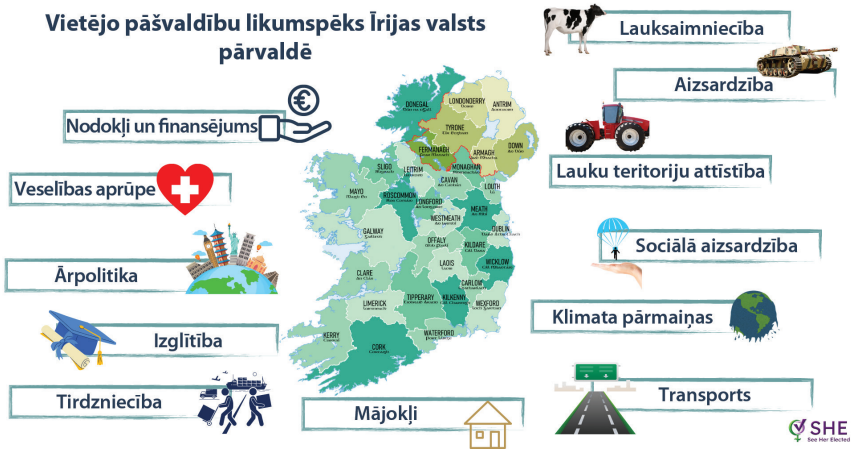 Vietējo pāšvaldību likumspēks Īrijas valsts
pārvaldē
Nodokļi un finansējums
€
Veselības aprūpe
Ārpolitika
Izglītība
Tirdzniecība
Mājokļi
Lauksaimniecība
Aizsardzība
Lauku teritoriju attīstība
Sociālā aizsardzība
Klimata pārmaiņas
Transports
DONEGAL
LONDONDERRY
ANTRIM
TYRONE
FERMANAGH
ARMAGH
DOWN
MONAGHAN
SLIGO
LEITRIM
CAVAN
LOUTH
MAYO
ROSCOMMON
LONGFORD
MEATH
WESTMEATH
DUBLIN
GALWAY
OFFALY
KILDARE
WICKLOW
LAOIS
CLARE
CARLOW
TIPPERARY
KILKENNY
WEXFORD
LIMERICK
WATERFORD
KERRY
CORK
SHE
See Her Elected